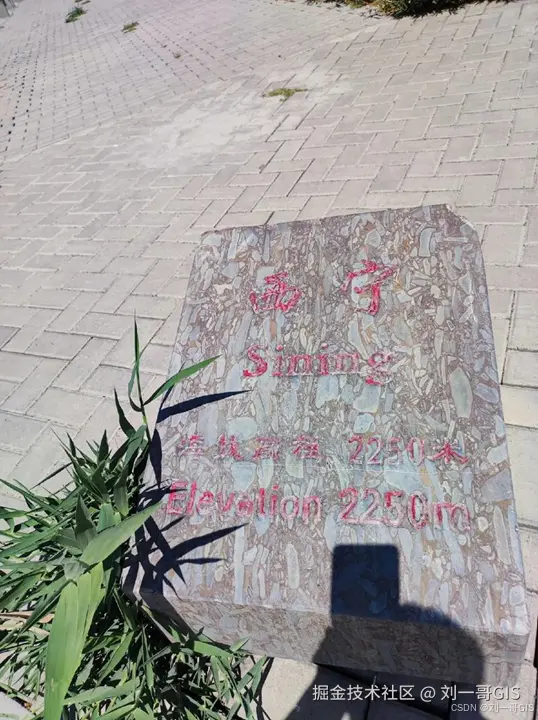 西宁
Sining
海拔高程 2250米
Elevation 2250m
掘金技术社区 @ 刘一哥GIS
CSDN @刘一哥GIS